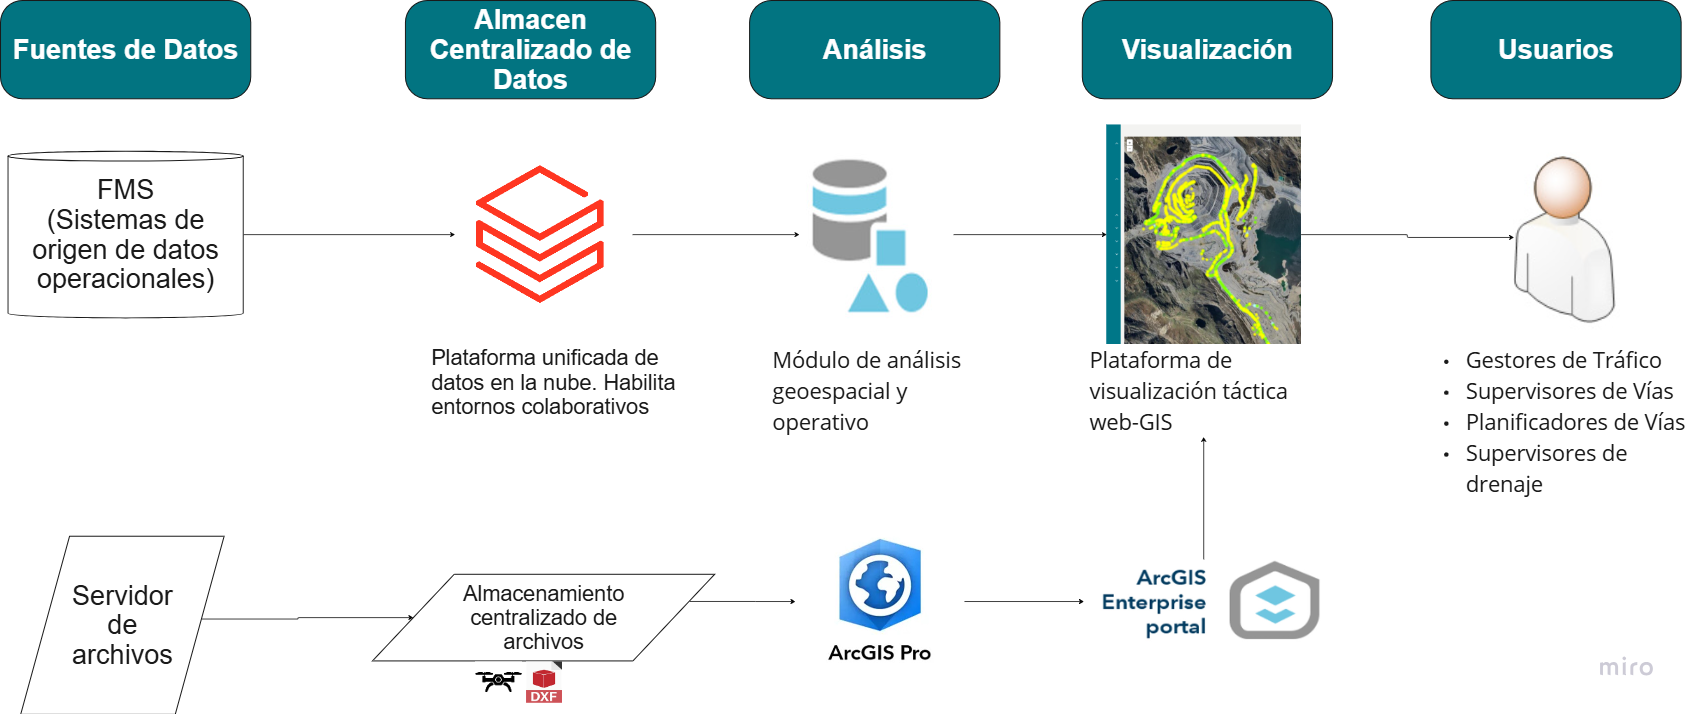 Fuentes de Datos
Almacen
Centralizado de
Datos
Análisis
Visualización
Usuarios
FMS
(Sistemas de
origen de datos
operacionales)
Plataforma unificada de
datos en la nube. Habilita
entornos colaborativos
Módulo de análisis
geoespacial y
operativo
Plataforma de
visualización táctica
web-GIS
• Gestores de Tráfico
• Supervisores de Vías
• Planificadores de Vías
• Supervisores de
drenaje
Servidor
de
archivos
Almacenamiento
centralizado de
archivos
DXF
ArcGIS Pro
ArcGIS
Enterprise
portal
miro